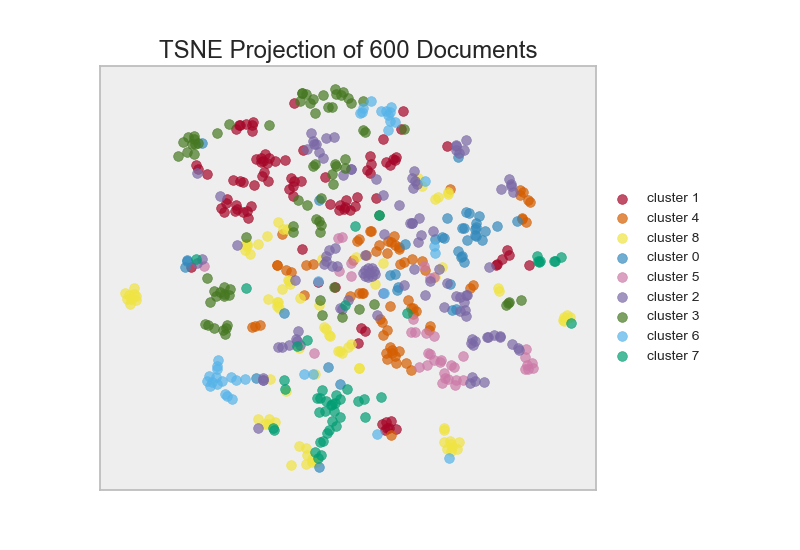 TSNE Projection of 600 Documents
cluster 1
cluster 4
cluster 8
cluster 0
cluster 5
cluster 2
cluster 3
cluster 6
cluster 7